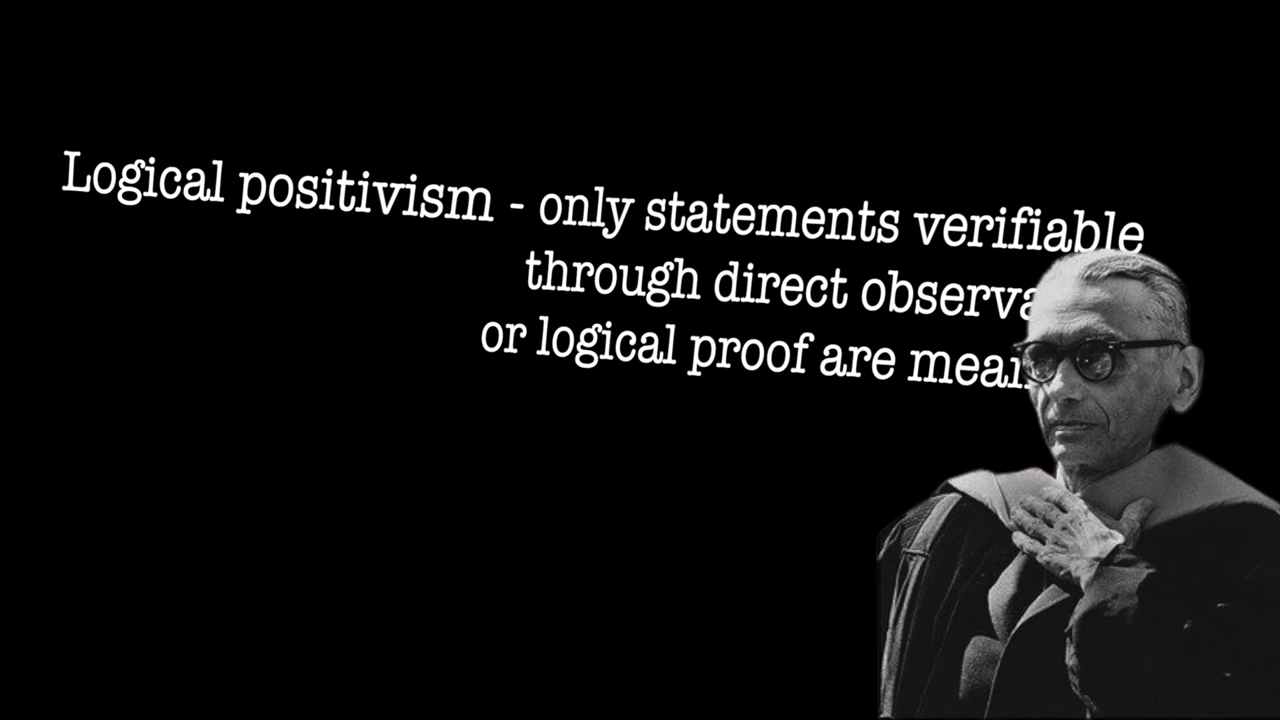 Logical positivism - only statements verifiable
through direct
or logical proof are